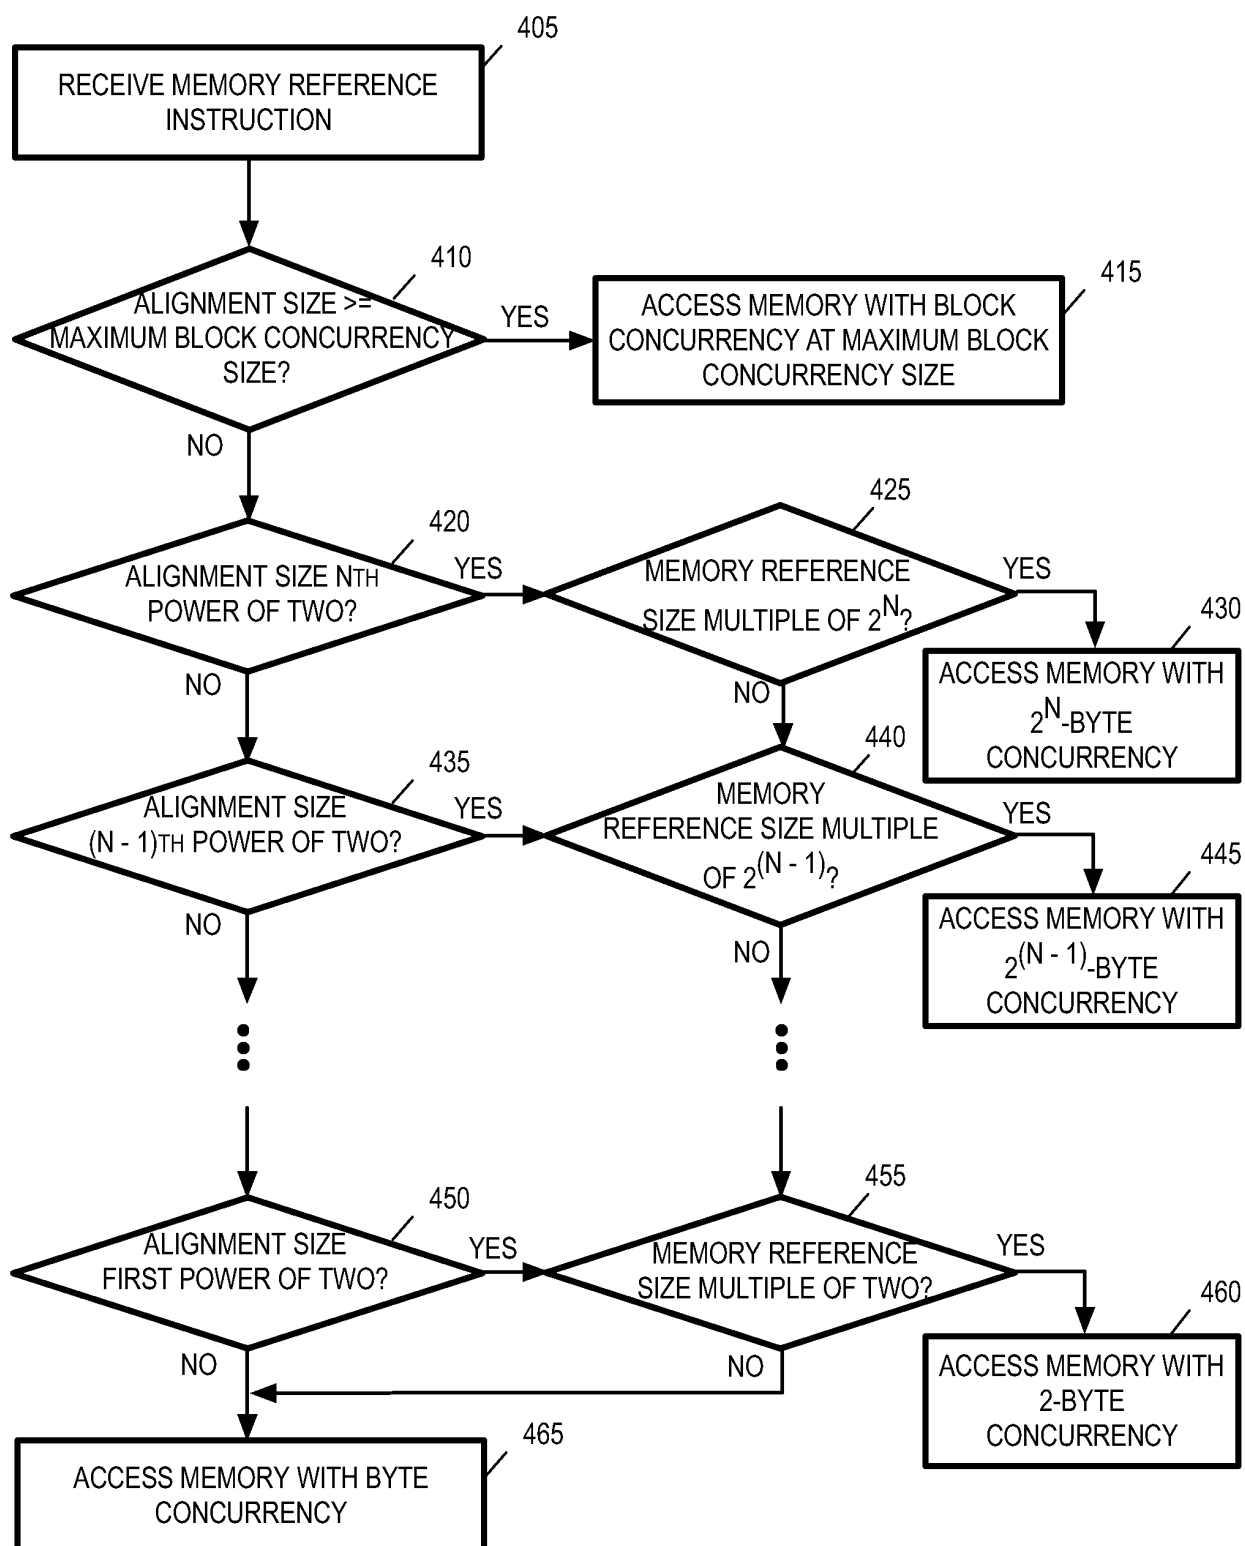 405
RECEIVE MEMORY REFERENCE
INSTRUCTION
410
ALIGNMENT SIZE >=
MAXIMUM BLOCK CONCURRENCY
SIZE?
YES
NO
415
ACCESS MEMORY WITH BLOCK
CONCURRENCY AT MAXIMUM BLOCK
CONCURRENCY SIZE
420
ALIGNMENT SIZE NTH
POWER OF TWO?
YES
NO
425
MEMORY REFERENCE
SIZE MULTIPLE OF 2^N?
YES
NO
430
ACCESS MEMORY WITH
2^N-BYTE
CONCURRENCY
435
ALIGNMENT SIZE
(N - 1)TH POWER OF TWO?
YES
NO
440
MEMORY
REFERENCE SIZE MULTIPLE
OF 2^(N - 1)?
YES
NO
445
ACCESS MEMORY WITH
2^(N - 1)-BYTE
CONCURRENCY
450
ALIGNMENT SIZE
FIRST POWER OF TWO?
YES
NO
455
MEMORY REFERENCE
SIZE MULTIPLE OF TWO?
YES
NO
460
ACCESS MEMORY WITH
2-BYTE
CONCURRENCY
465
ACCESS MEMORY WITH BYTE
CONCURRENCY